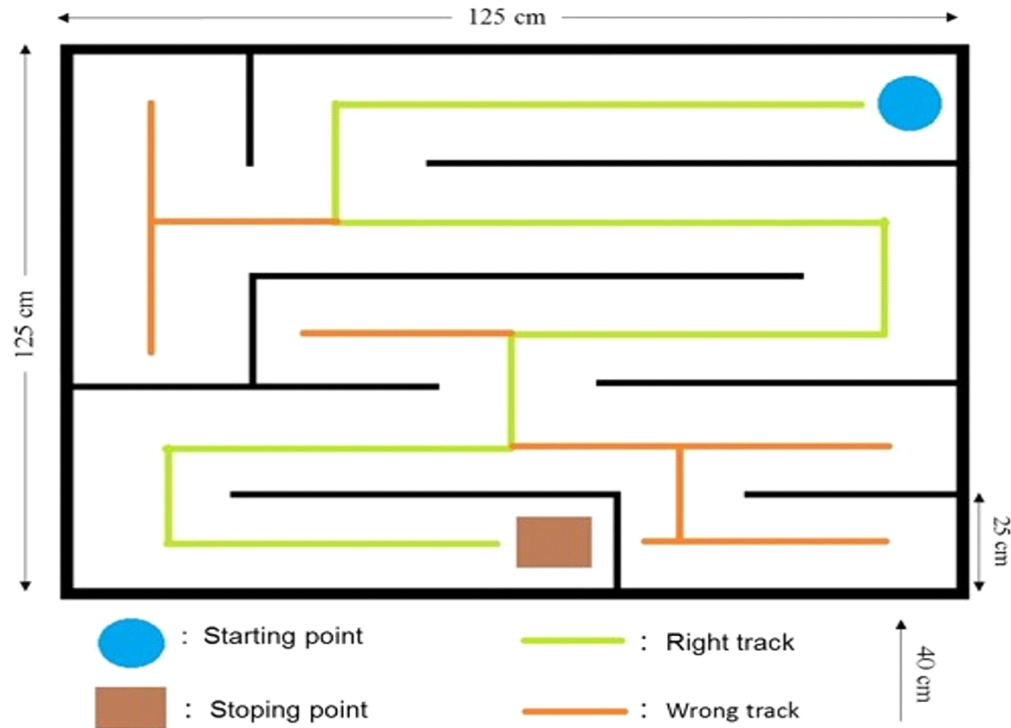 125 cm
125 cm
25 cm
: Starting point
: Right track
40 cm
: Stoping point
: Wrong track